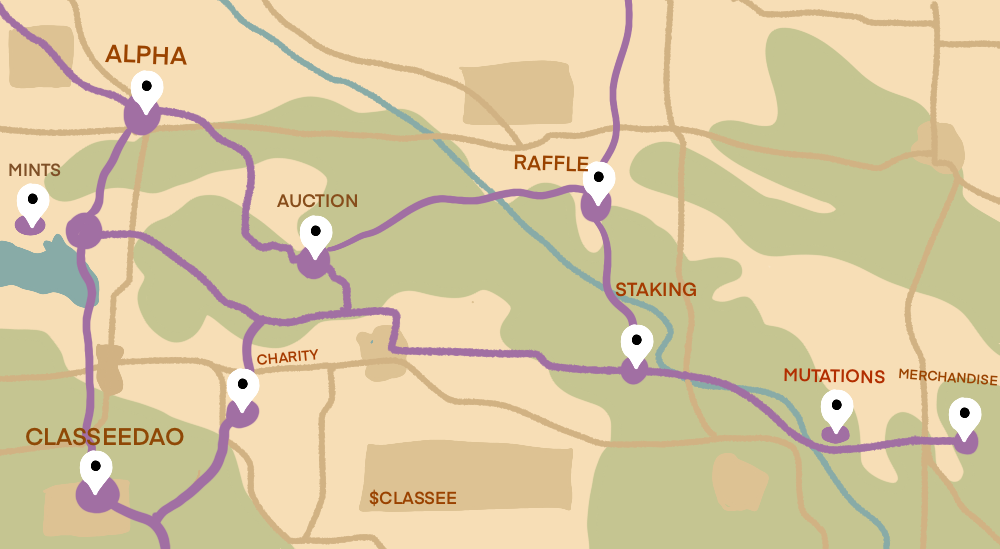 ALPHA
RAFFLE
MINTS
AUCTION
STAKING
CHARITY
MUTATIONS
MERCHANDISE
CLASSEEDAO
$CLASSEE